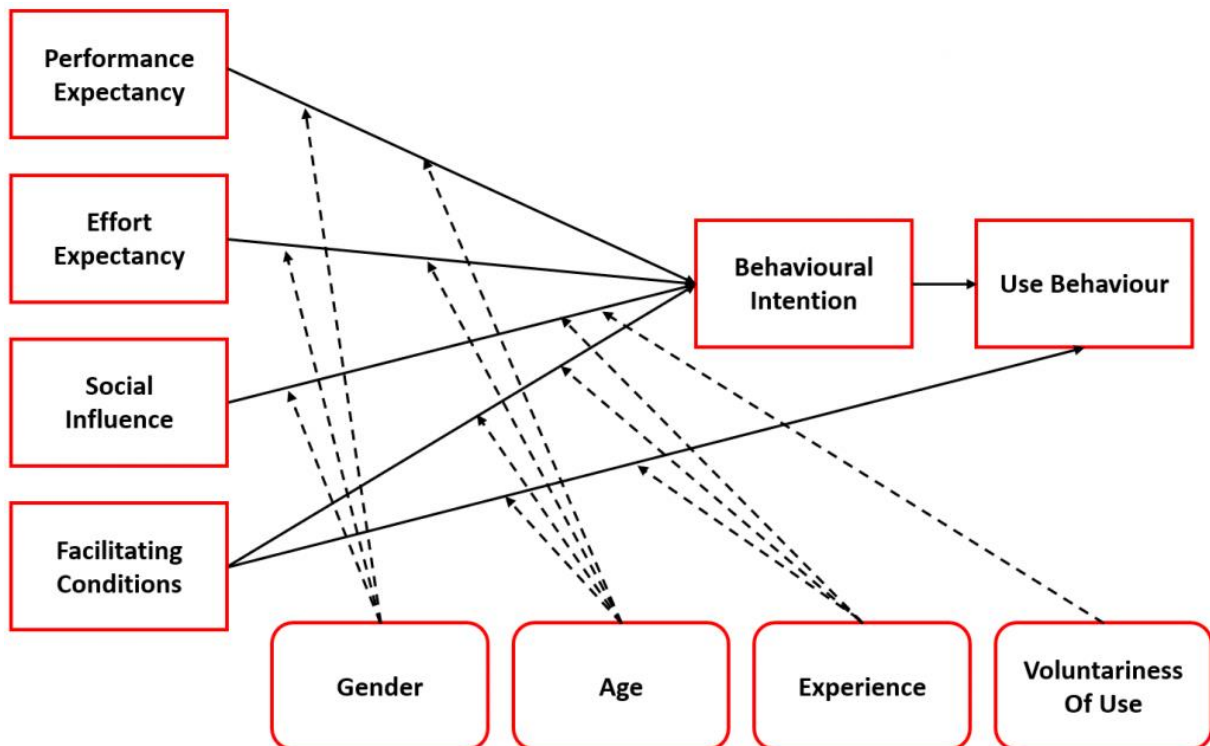 Performance
Expectancy
Effort
Expectancy
Social
Influence
Facilitating
Conditions
Behavioural
Intention
Use Behaviour
Gender
Age
Experience
Voluntariness
Of Use